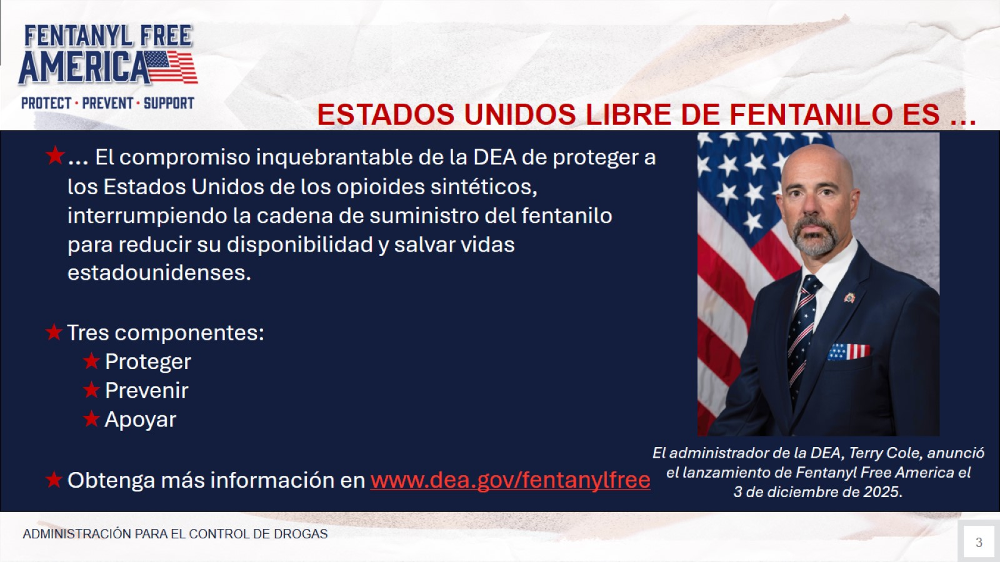 FENTANYL FREE
AMERICA
PROTECT · PREVENT · SUPPORT
ESTADOS UNIDOS LIBRE DE FENTANILO ES ...
... El compromiso inquebrantable de la DEA de proteger a
los Estados Unidos de los opioides sintéticos,
interrumpiendo la cadena de suministro del fentanilo
para reducir su disponibilidad y salvar vidas
estadounidenses.
Tres componentes:
Proteger
Prevenir
Apoyar
Obtenga más información en www.dea.gov/fentanylfree
El administrador de la DEA, Terry Cole, anunció
el lanzamiento de Fentanyl Free America el
3 de diciembre de 2025.
ADMINISTRACIÓN PARA EL CONTROL DE DROGAS
3